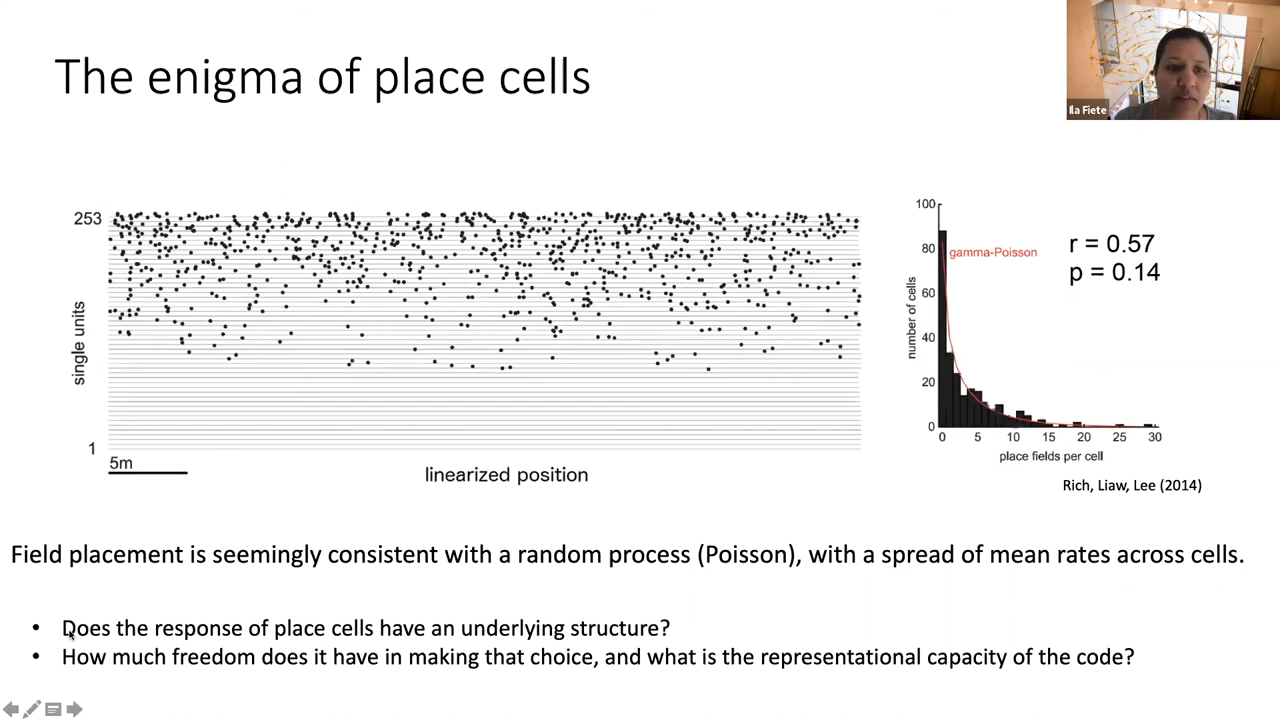 The enigma of place cells
Ila Fiete
253
single units
1
5m
linearized position
100
80
60
40
20
0
number of cells
gamma-Poisson
r = 0.57
p = 0.14
0 5 10 15 20 25 30
place fields per cell
Rich, Liaw, Lee (2014)
Field placement is seemingly consistent with a random process (Poisson), with a spread of mean rates across cells.
• Does the response of place cells have an underlying structure?
• How much freedom does it have in making that choice, and what is the representational capacity of the code?